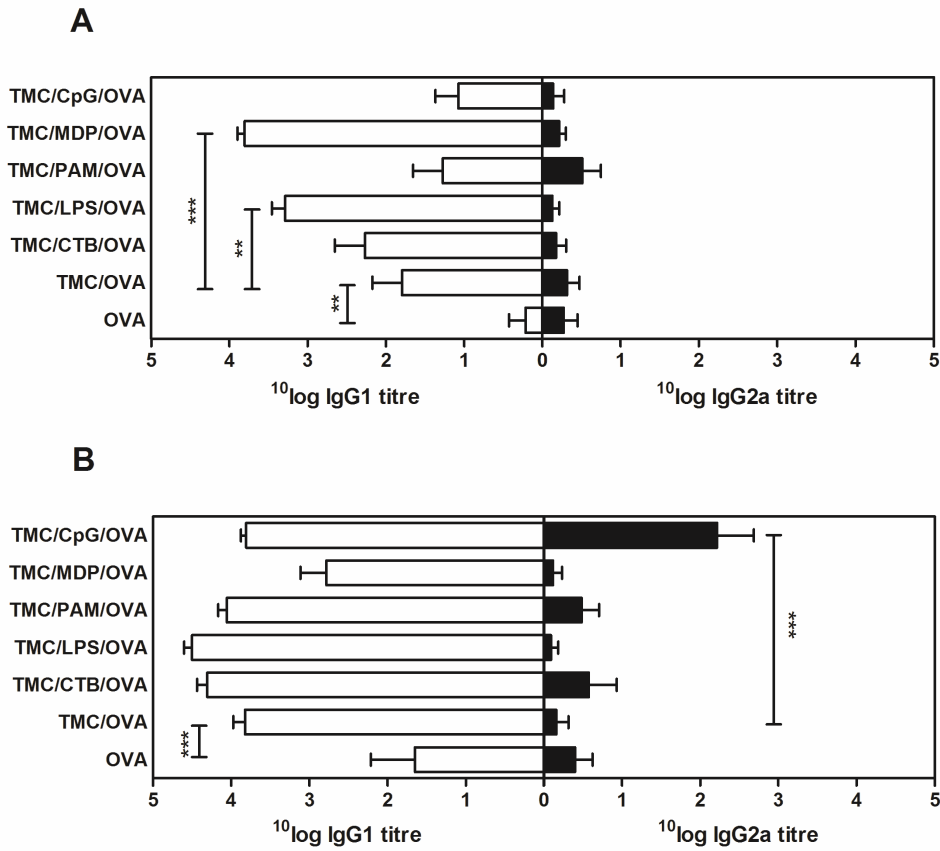 A
TMC/CpG/OVA
TMC/MDP/OVA
TMC/PAM/OVA
TMC/LPS/OVA
TMC/CTB/OVA
TMC/OVA
OVA
***
**
**
5 4 3 2 1 0 1 2 3 4 5
10log IgG1 titre 10log IgG2a titre
B
TMC/CpG/OVA
TMC/MDP/OVA
TMC/PAM/OVA
TMC/LPS/OVA
TMC/CTB/OVA
TMC/OVA
OVA
***
***
5 4 3 2 1 0 1 2 3 4 5
10log IgG1 titre 10log IgG2a titre